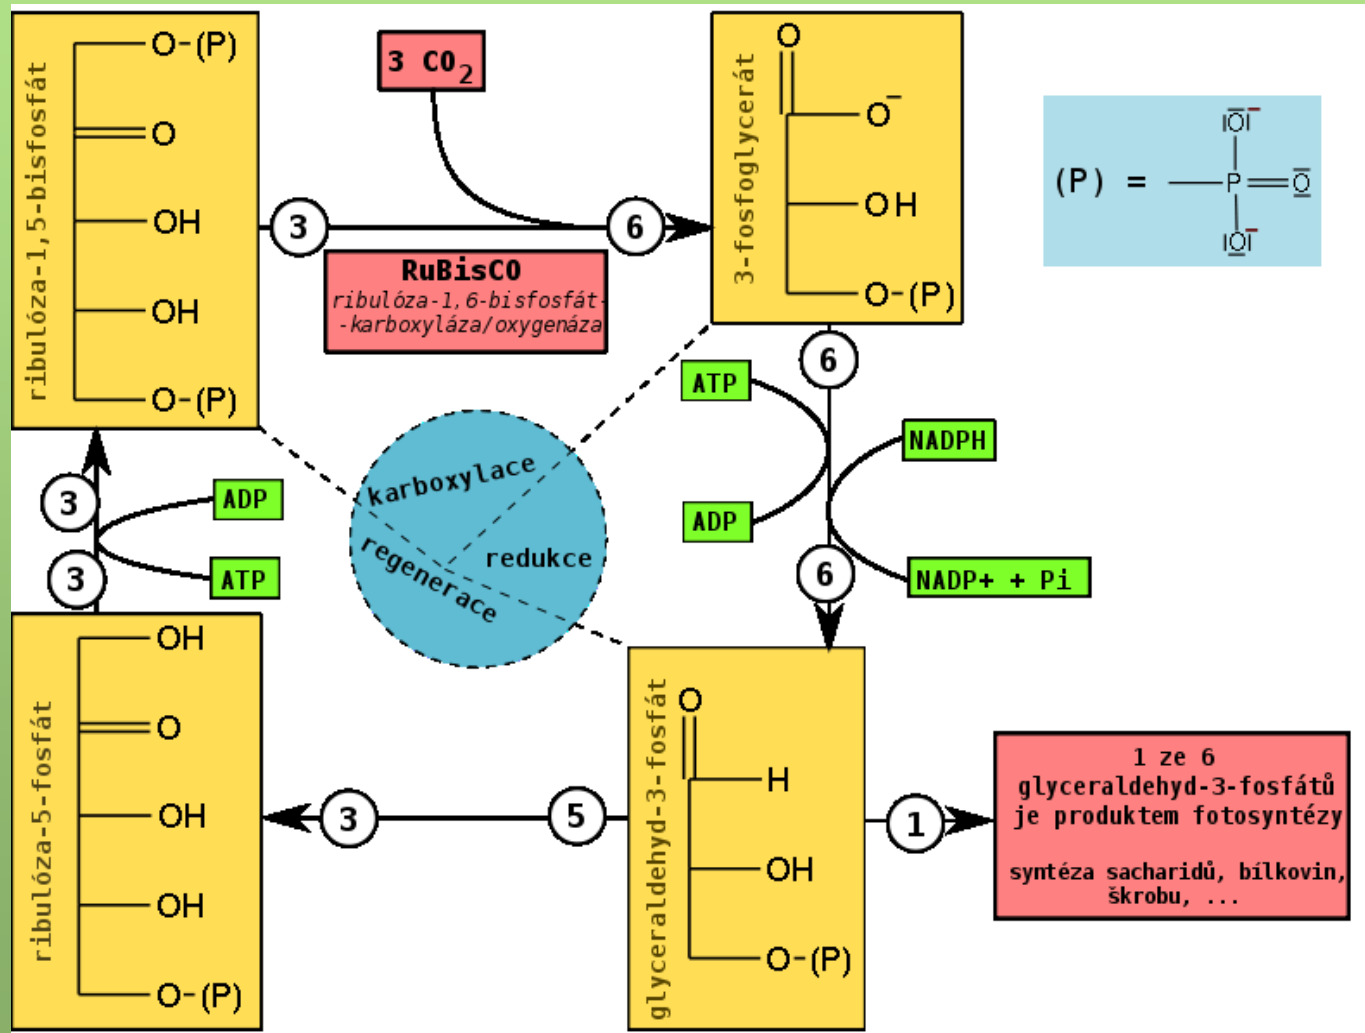 ribulóza-1,5-bisfosfát
O-(P)
O
OH
OH
O-(P)
3 CO2
3
6
RuBisCO
ribulóza-1,6-bisfosfát-
-karboxyláza/oxygenáza
3-fosfoglycerát
O
O−
OH
O-(P)
(P) =
|O|−
P
O
|O|−
6
ATP
NADPH
ADP
6
NADP+ + Pi
karboxylace
redukce
regenerace
3
ADP
3
ATP
ribulóza-5-fosfát
OH
O
OH
OH
O-(P)
3
5
glyceraldehyd-3-fosfát
O
H
OH
O-(P)
1
1 ze 6
glyceraldehyd-3-fosfátů
je produktem fotosyntézy
syntéza sacharidů, bílkovin,
škrobu, ...